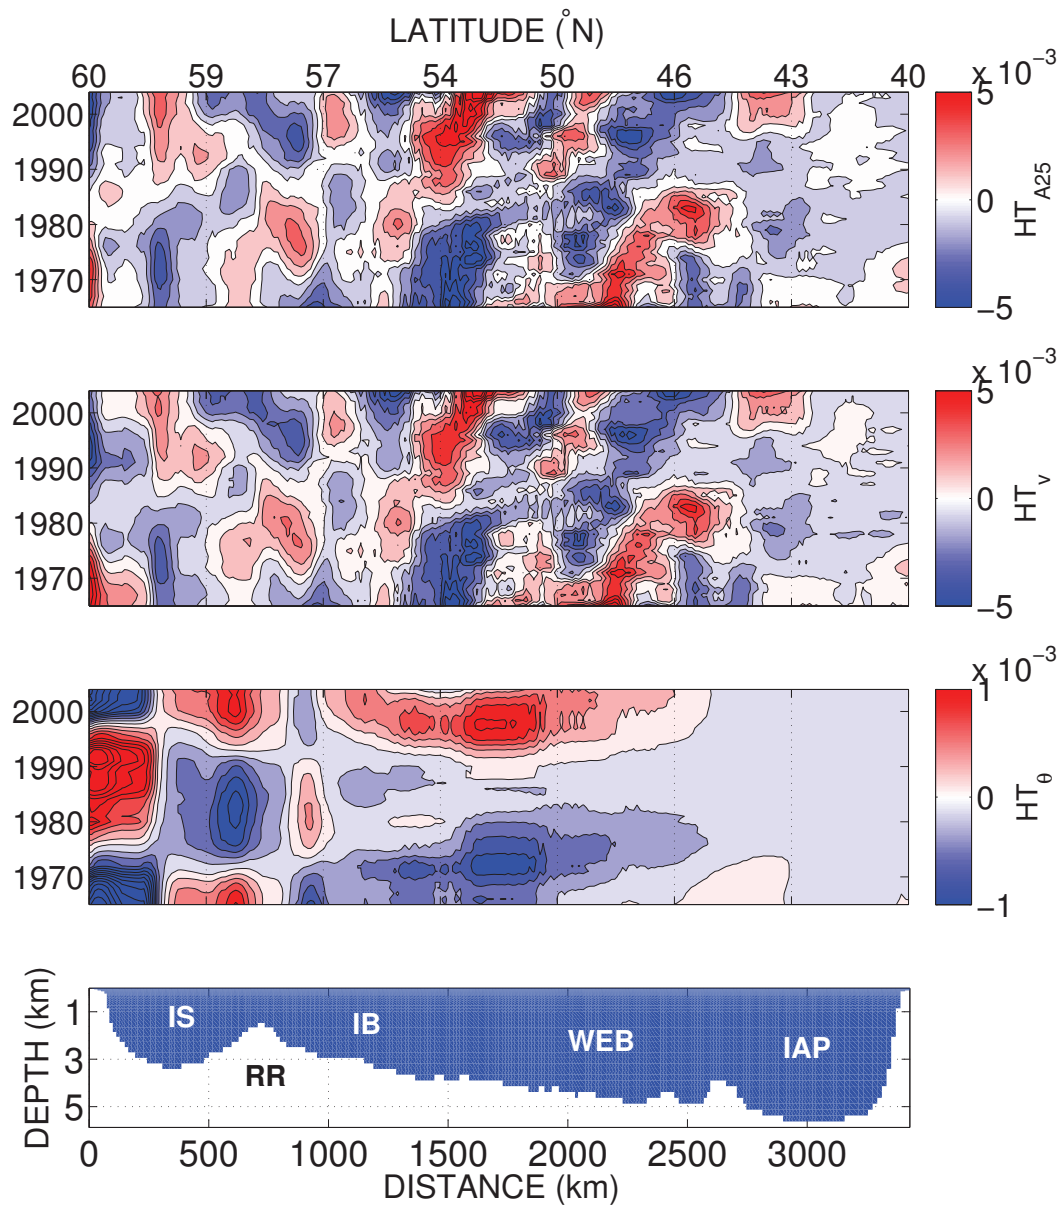 LATITUDE (°N)
60 59 57 54 50 46 43 40
x 10⁻³
2000
1990
1980
1970
5
0
−5
HT_A25
x 10⁻³
2000
1990
1980
1970
5
0
−5
HT_v
x 10⁻³
2000
1990
1980
1970
1
0
−1
HT_θ
DEPTH (km)
1
3
5
IS
RR
IB
WEB
IAP
0 500 1000 1500 2000 2500 3000
DISTANCE (km)